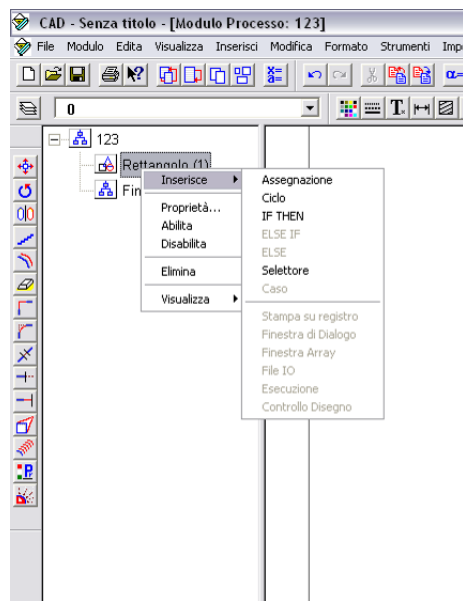 CAD - Senza titolo - [Modulo Processo: 123]
File Modulo Edita Visualizza Inserisci Modifica Formato Strumenti
α=
0
T
123
Rettangolo (1)
Fin
Inserisce
Proprietà...
Abilita
Disabilita
Elimina
Visualizza
Assegnazione
Ciclo
IF THEN
ELSE IF
ELSE
Selettore
Caso
Stampa su registro
Finestra di Dialogo
Finestra Array
File IO
Esecuzione
Controllo Disegno